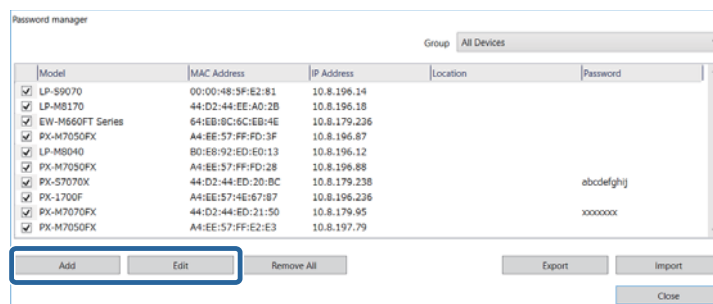 Password manager
Group All Devices
Model MAC Address IP Address Location Password
LP-S9070 00:00:48:5F:E2:81 10.8.196.14
LP-M8170 44:D2:44:EE:A0:2B 10.8.196.18
EW-M660FT Series 64:EB:8C:6C:EB:4E 10.8.179.236
PX-M7050FX A4:EE:57:FF:FD:3F 10.8.196.87
LP-M8040 B0:E8:92:ED:E0:13 10.8.196.12
PX-M7050FX A4:EE:57:FF:FD:28 10.8.196.88
PX-S7070X 44:D2:44:ED:20:BC 10.8.179.238 abcdefghij
PX-1700F A4:EE:57:4E:67:87 10.8.196.236
PX-M7070FX 44:D2:44:ED:21:50 10.8.179.95 xxxxxxx
PX-M7050FX A4:EE:57:FF:E2:E3 10.8.197.79
Add Edit Remove All Export Import
Close